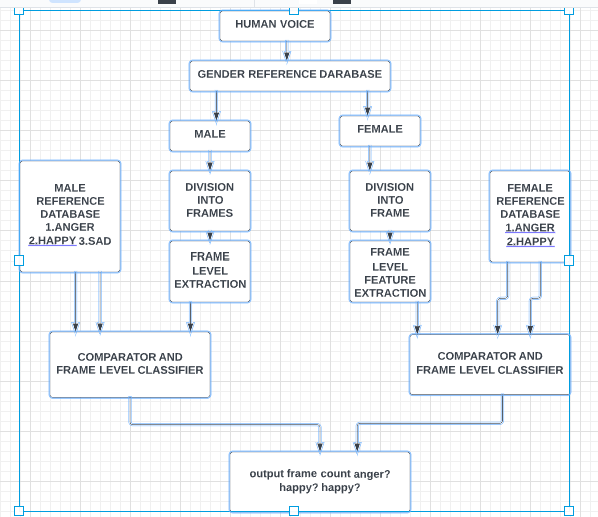 HUMAN VOICE
GENDER REFERENCE DARABASE
MALE
FEMALE
MALE
REFERENCE
DATABASE
1.ANGER
2.HAPPY 3.SAD
DIVISION
INTO
FRAMES
DIVISION
INTO
FRAME
FEMALE
REFERENCE
DATABASE
1.ANGER
2.HAPPY
FRAME
LEVEL
EXTRACTION
FRAME
LEVEL
FEATURE
EXTRACTION
COMPARATOR AND
FRAME LEVEL CLASSIFIER
COMPARATOR AND
FRAME LEVEL CLASSIFIER
output frame count anger?
happy? happy?